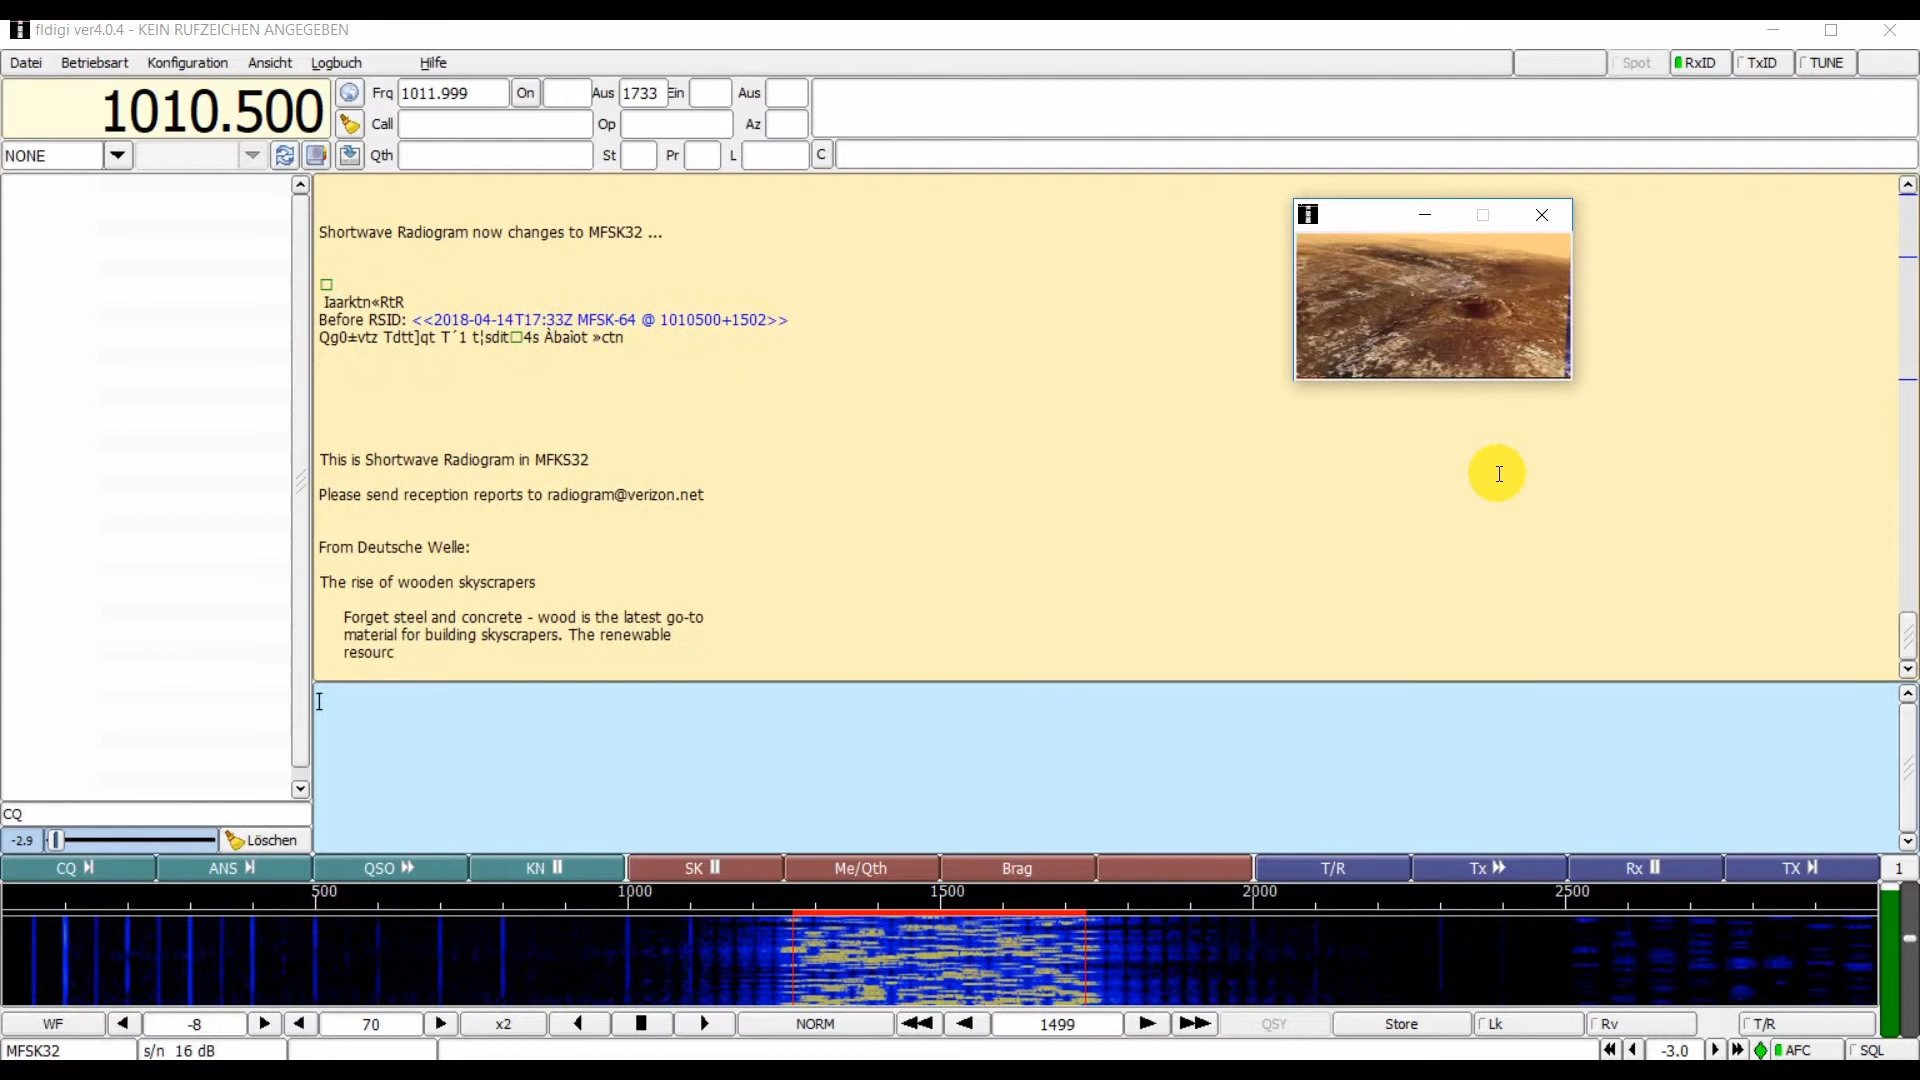 fldigi ver4.0.4 - KEIN RUFZEICHEN ANGEGEBEN
Datei Betriebsart Konfiguration Ansicht Logbuch Hilfe Spot RxID TxID TUNE
1010.500 Frq 1011.999 On Aus 1733 Ein Aus
Call Op Az
NONE Qth St Pr L C
Shortwave Radiogram now changes to MFSK32 ...
Iaarktn«RtR
Before RSID: <<2018-04-14T17:33Z MFSK-64 @ 1010500+1502>>
Qg0±vtz Tdtt]qt T´1 t¦sdit□4s Àbaìot »ctn
This is Shortwave Radiogram in MFKS32
Please send reception reports to radiogram@verizon.net
From Deutsche Welle:
The rise of wooden skyscrapers
Forget steel and concrete - wood is the latest go-to
material for building skyscrapers. The renewable
resourc
CQ
-2.9 Löschen
CQ ANS QSO KN SK Me/Qth Brag T/R Tx Rx TX 1
500 1000 1500 2000 2500
WF -8 70 x2 NORM 1499 QSY Store Lk Rv T/R
MFSK32 s/n 16 dB -3.0 AFC SQL